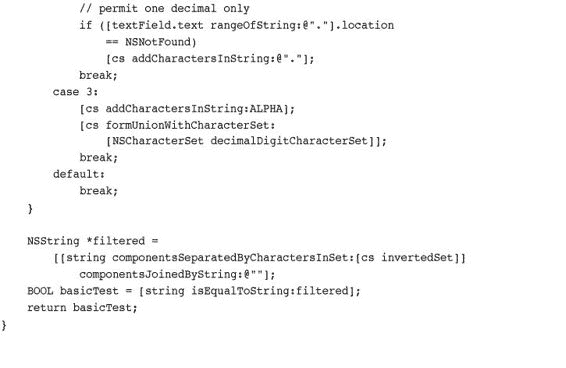 // permit one decimal only
if ([textField.text rangeOfString:@"."].location
== NSNotFound)
[cs addCharactersInString:@"."];
break;
case 3:
[cs addCharactersInString:ALPHA];
[cs formUnionWithCharacterSet:
[NSCharacterSet decimalDigitCharacterSet]];
break;
default:
break;
}
NSString *filtered =
[[string componentsSeparatedByCharactersInSet:[cs invertedSet]]
componentsJoinedByString:@""];
BOOL basicTest = [string isEqualToString:filtered];
return basicTest;
}